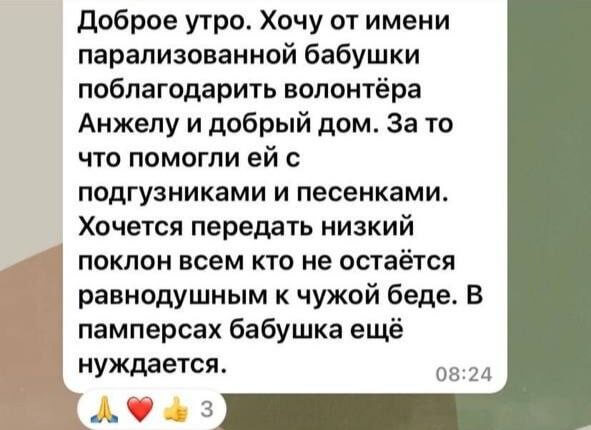 Доброе утро. Хочу от имени
парализованной бабушки
поблагодарить волонтёра
Анжелу и добрый дом. За то
что помогли ей с
подгузниками и песенками.
Хочется передать низкий
поклон всем кто не остаётся
равнодушным к чужой беде. В
памперсах бабушка ещё
нуждается.
08:24
🙏 ❤️ 👍 3